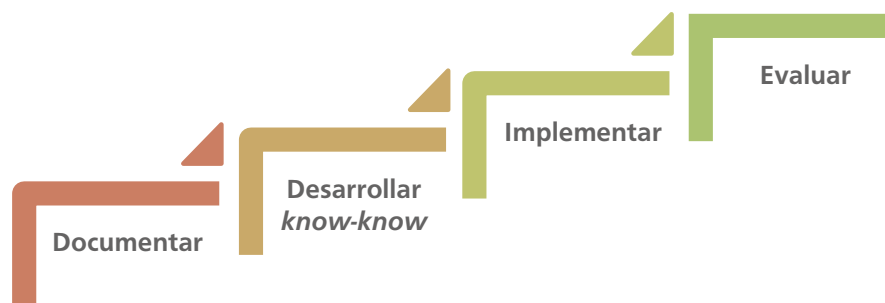 Documentar
Desarrollar
know-know
Implementar
Evaluar